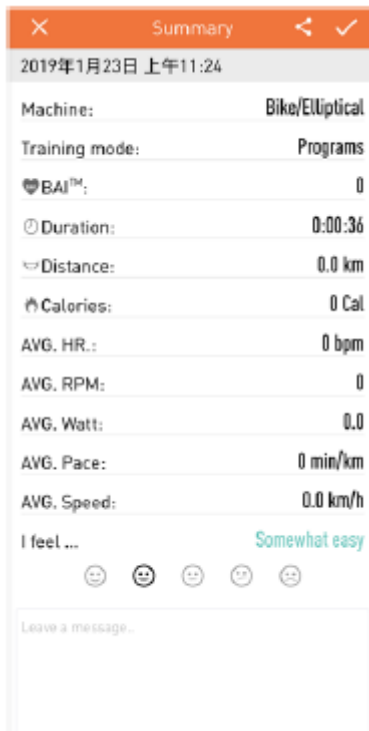 Summary
2019年1月23日 上午11:24
Machine: Bike/Elliptical
Training mode: Programs
BAI™: 0
Duration: 0:00:36
Distance: 0.0 km
Calories: 0 Cal
AVG. HR.: 0 bpm
AVG. RPM: 0
AVG. Watt: 0.0
AVG. Pace: 0 min/km
AVG. Speed: 0.0 km/h
I feel ... Somewhat easy
Leave a message..